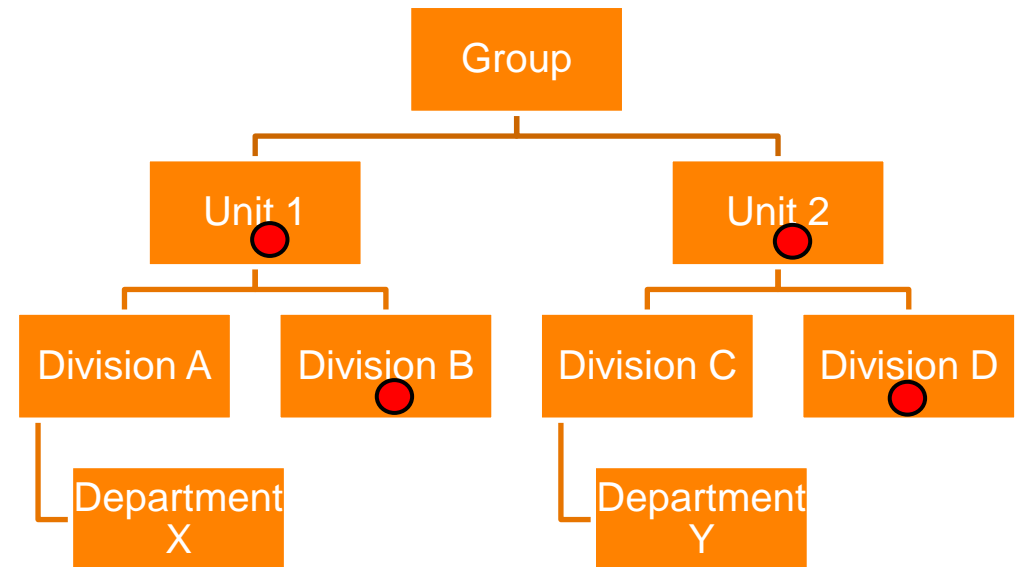 Group
Unit 1
Unit 2
Division A
Division B
Division C
Division D
Department
X
Department
Y